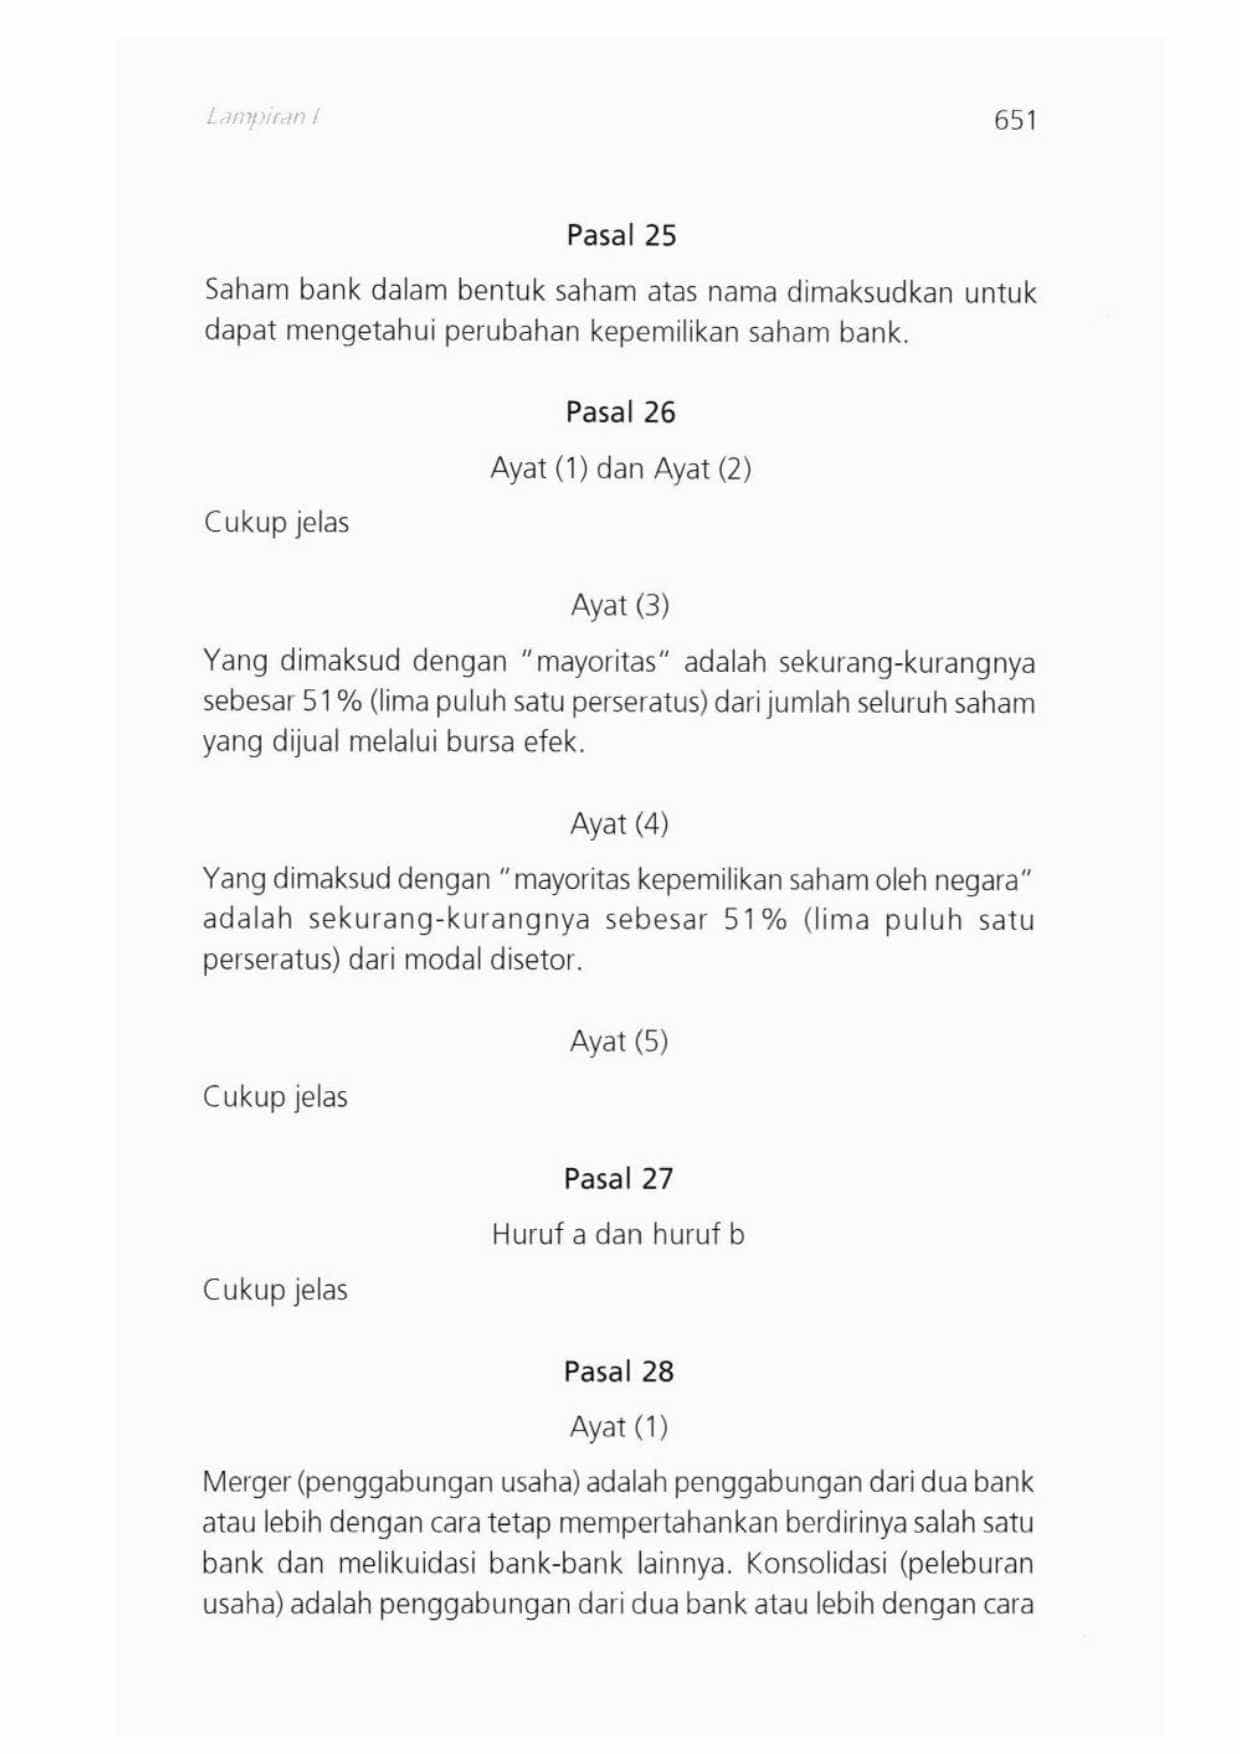 Lampiran I
651
Pasal 25
Saham bank dalam bentuk saham atas nama dimaksudkan untuk
dapat mengetahui perubahan kepemilikan saham bank.
Pasal 26
Ayat (1) dan Ayat (2)
Cukup jelas
Ayat (3)
Yang dimaksud dengan "mayoritas" adalah sekurang-kurangnya
sebesar 51% (lima puluh satu perseratus) dari jumlah seluruh saham
yang dijual melalui bursa efek.
Ayat (4)
Yang dimaksud dengan "mayoritas kepemilikan saham oleh negara"
adalah sekurang-kurangnya sebesar 51% (lima puluh satu
perseratus) dari modal disetor.
Ayat (5)
Cukup jelas
Pasal 27
Huruf a dan huruf b
Cukup jelas
Pasal 28
Ayat (1)
Merger (penggabungan usaha) adalah penggabungan dari dua bank
atau lebih dengan cara tetap mempertahankan berdirinya salah satu
bank dan melikuidasi bank-bank lainnya. Konsolidasi (peleburan
usaha) adalah penggabungan dari dua bank atau lebih dengan cara